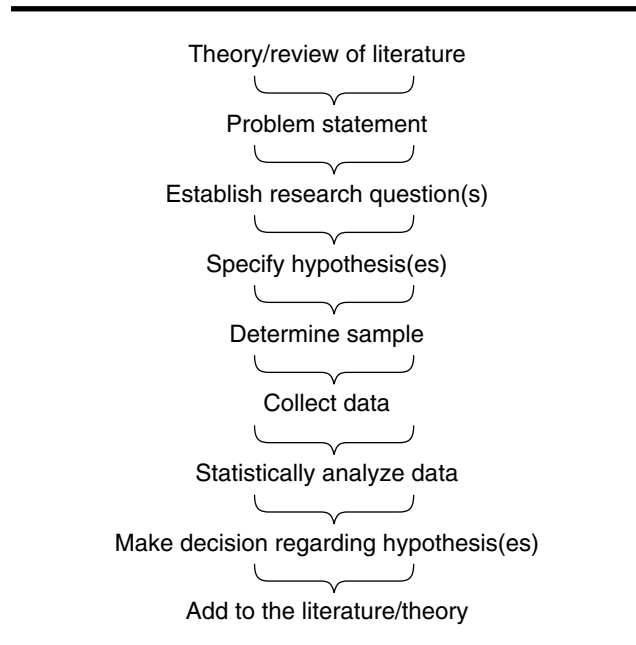 Theory/review of literature
Problem statement
Establish research question(s)
Specify hypothesis(es)
Determine sample
Collect data
Statistically analyze data
Make decision regarding hypothesis(es)
Add to the literature/theory